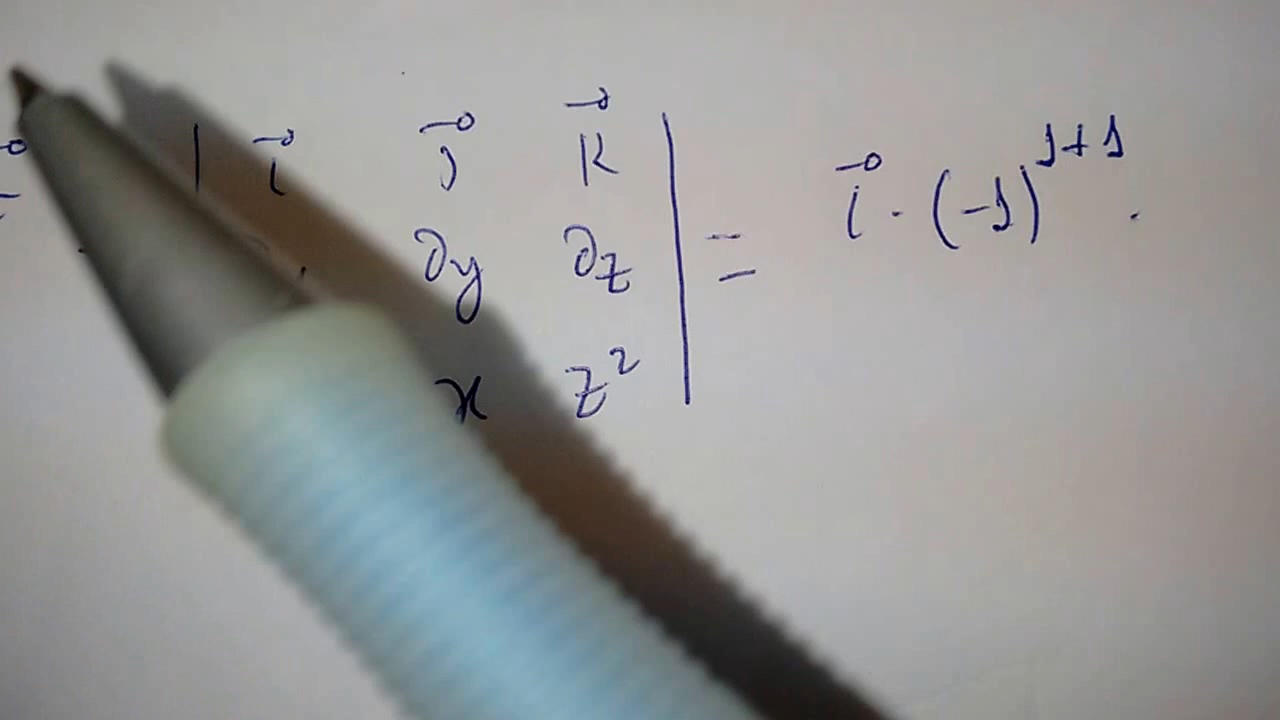 | i⃗ j⃗ k⃗ | = i⃗ · (-1)^{1+1} ·
∂y ∂z
x z²